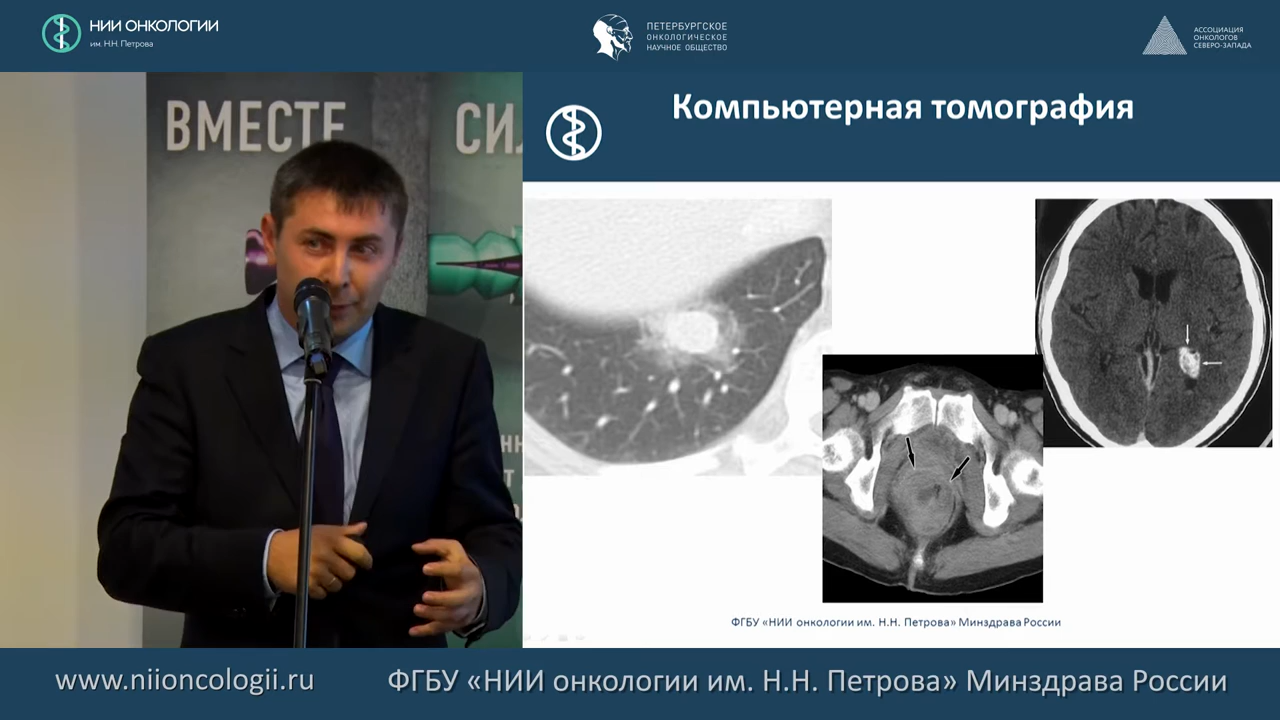 НИИ ОНКОЛОГИИ
им. Н.Н. Петрова
ПЕТЕРБУРГСКОЕ
ОНКОЛОГИЧЕСКОЕ
НАУЧНОЕ ОБЩЕСТВО
АССОЦИАЦИЯ
ОНКОЛОГОВ
СЕВЕРО-ЗАПАДА
ВМЕСТЕ
СИЛ
Компьютерная томография
ФГБУ «НИИ онкологии им. Н.Н. Петрова» Минздрава России
www.niioncologii.ru
ФГБУ «НИИ онкологии им. Н.Н. Петрова» Минздрава России